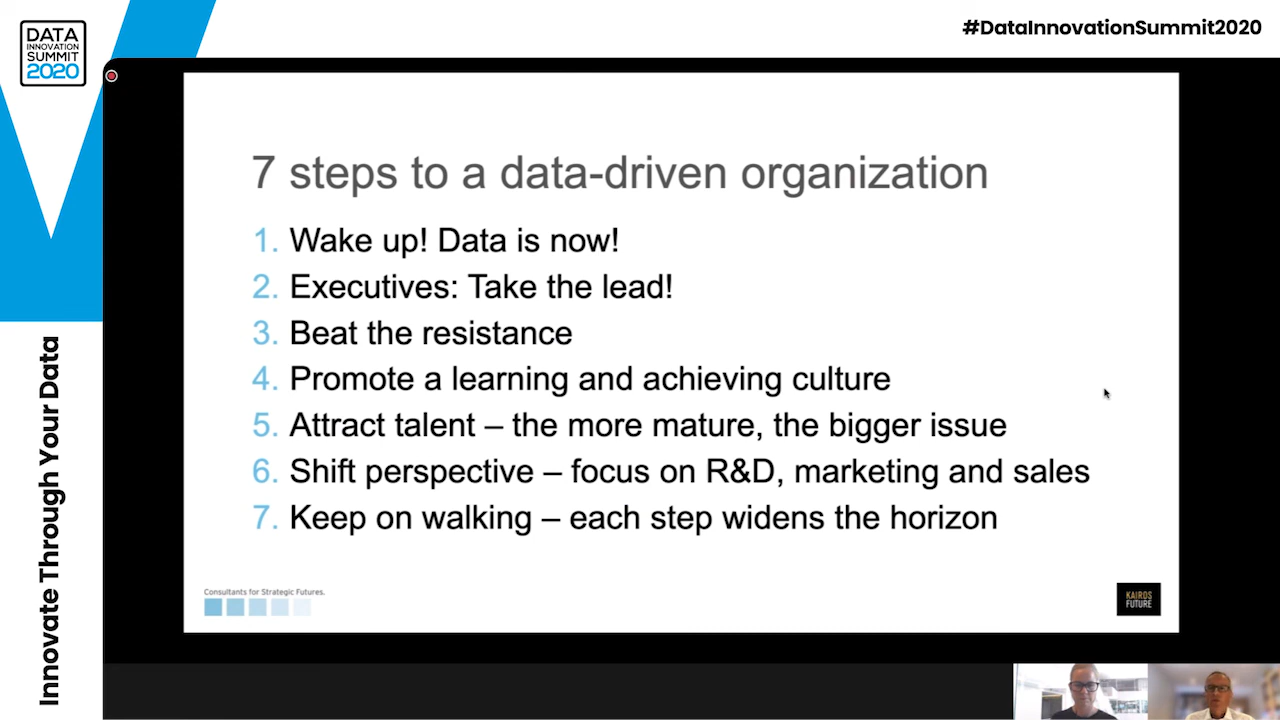 DATA
INNOVATION
SUMMIT
2020
#DataInnovationSummit2020
Innovate Through Your Data
7 steps to a data-driven organization
1. Wake up! Data is now!
2. Executives: Take the lead!
3. Beat the resistance
4. Promote a learning and achieving culture
5. Attract talent – the more mature, the bigger issue
6. Shift perspective – focus on R&D, marketing and sales
7. Keep on walking – each step widens the horizon
Consultants for Strategic Futures.
KAIROS
FUTURE